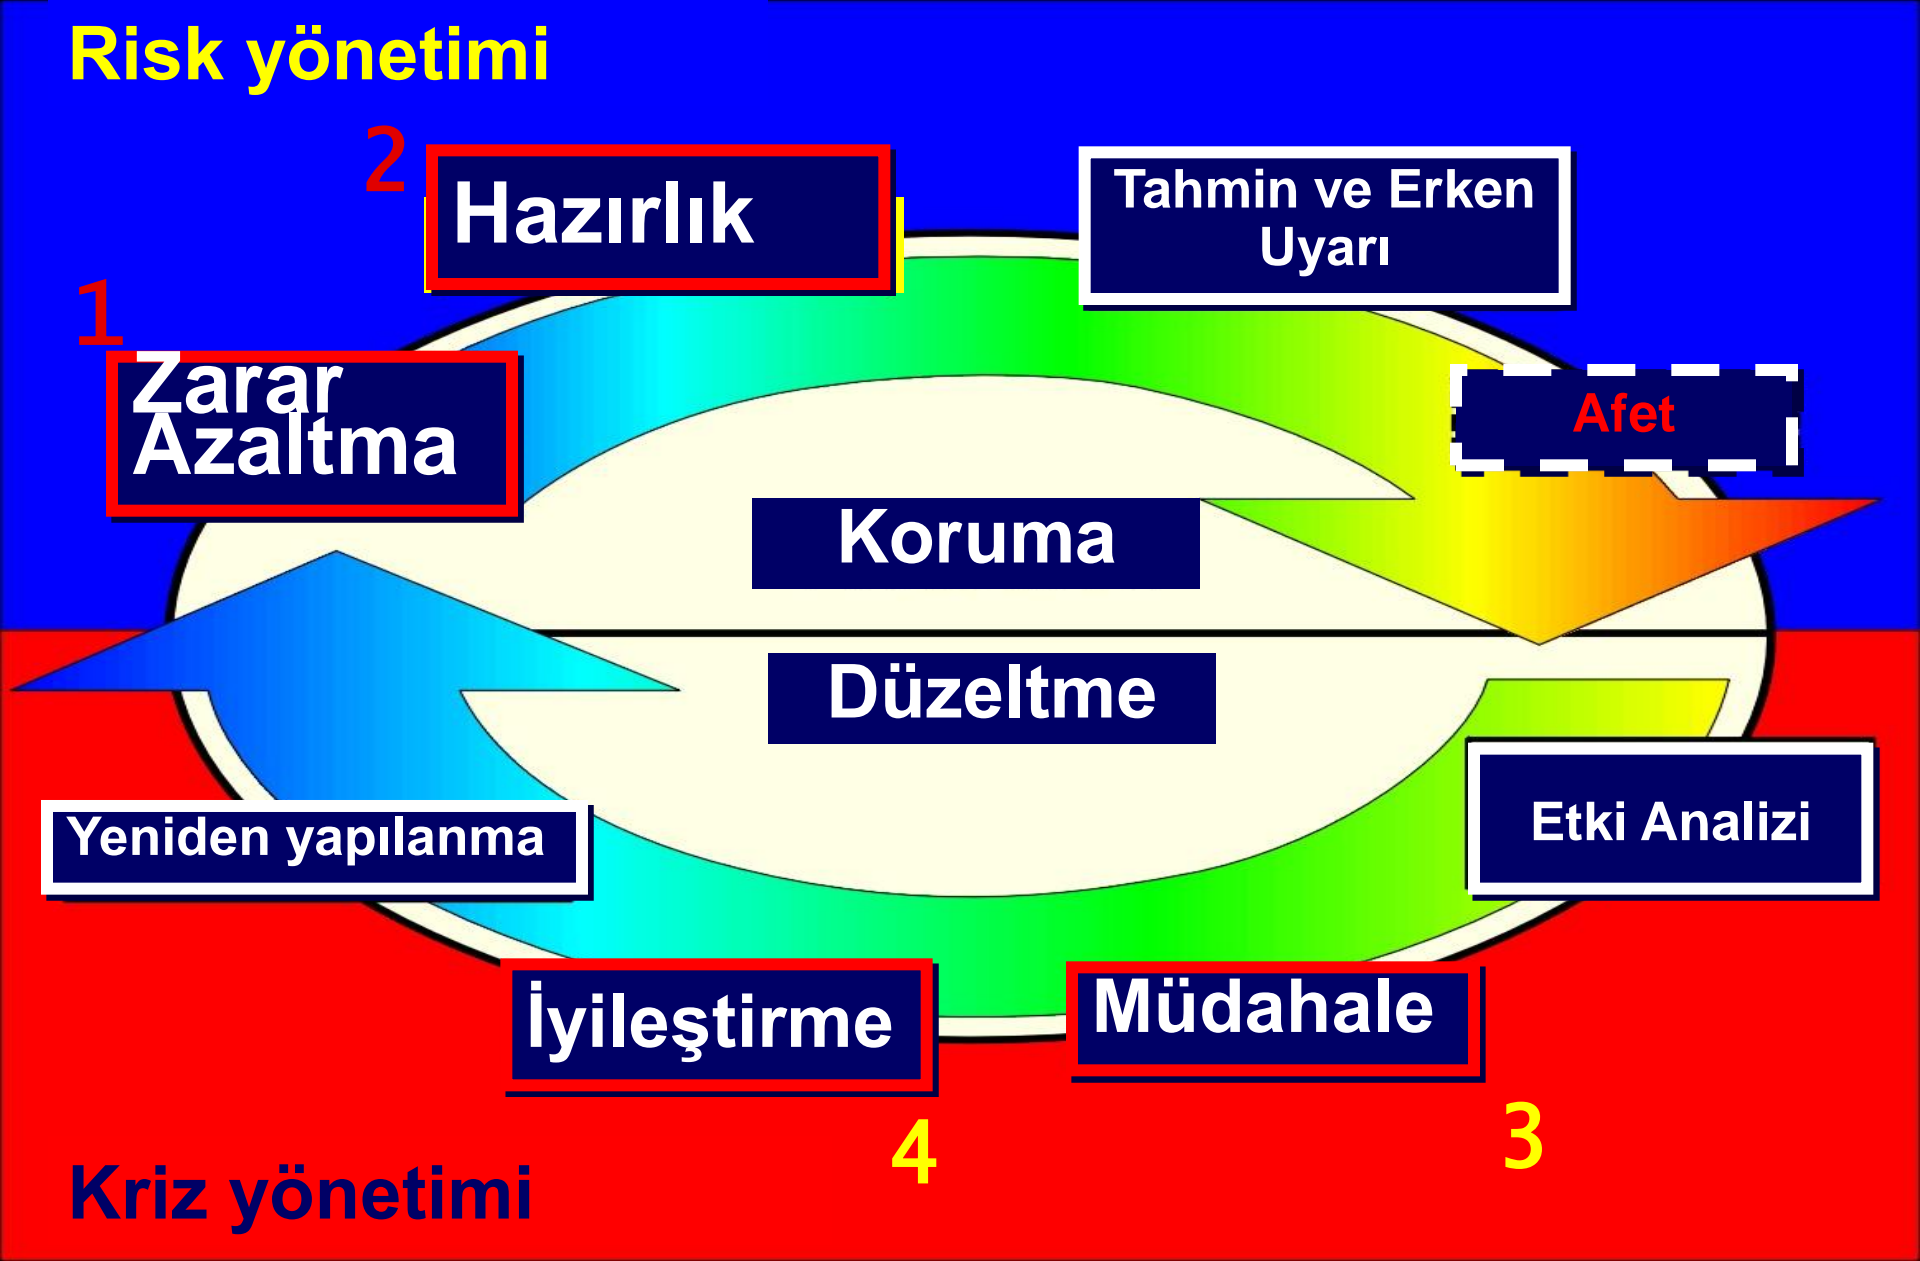 Risk yönetimi
2
Hazırlık
Tahmin ve Erken
Uyarı
1
Zarar
Azaltma
Afet
Koruma
Düzeltme
Yeniden yapılanma
Etki Analizi
İyileştirme
Müdahale
4
3
Kriz yönetimi